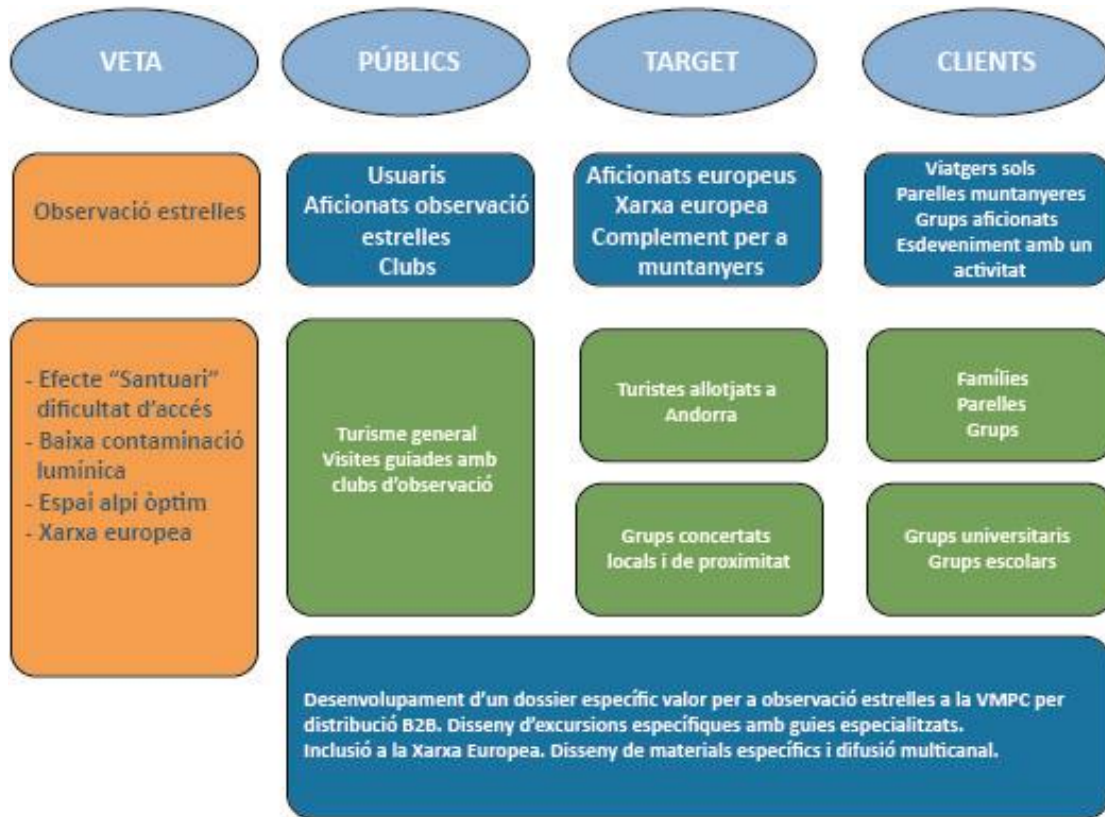 VETA
PÚBLICS
TARGET
CLIENTS
Observació estrelles
Usuaris
Aficionats observació
estrelles
Clubs
Aficionats europeus
Xarxa europea
Complement per a
muntanyers
Viatgers sols
Parelles muntanyeres
Grups aficionats
Esdeveniment amb un
activitat
- Efecte “Santuari”
dificultat d’accés
- Baixa contaminació
lumínica
- Espai alpí òptim
- Xarxa europea
Turisme general
Visites guiades amb
clubs d’observació
Turistes allotjats a
Andorra
Famílies
Parelles
Grups
Grups concertats
locals i de proximitat
Grups universitaris
Grups escolars
Desenvolupament d’un dossier específic valor per a observació estrelles a la VMPC per
distribució B2B. Disseny d’excursions específiques amb guies especialitzats.
Inclusió a la Xarxa Europea. Disseny de materials específics i difusió multicanal.